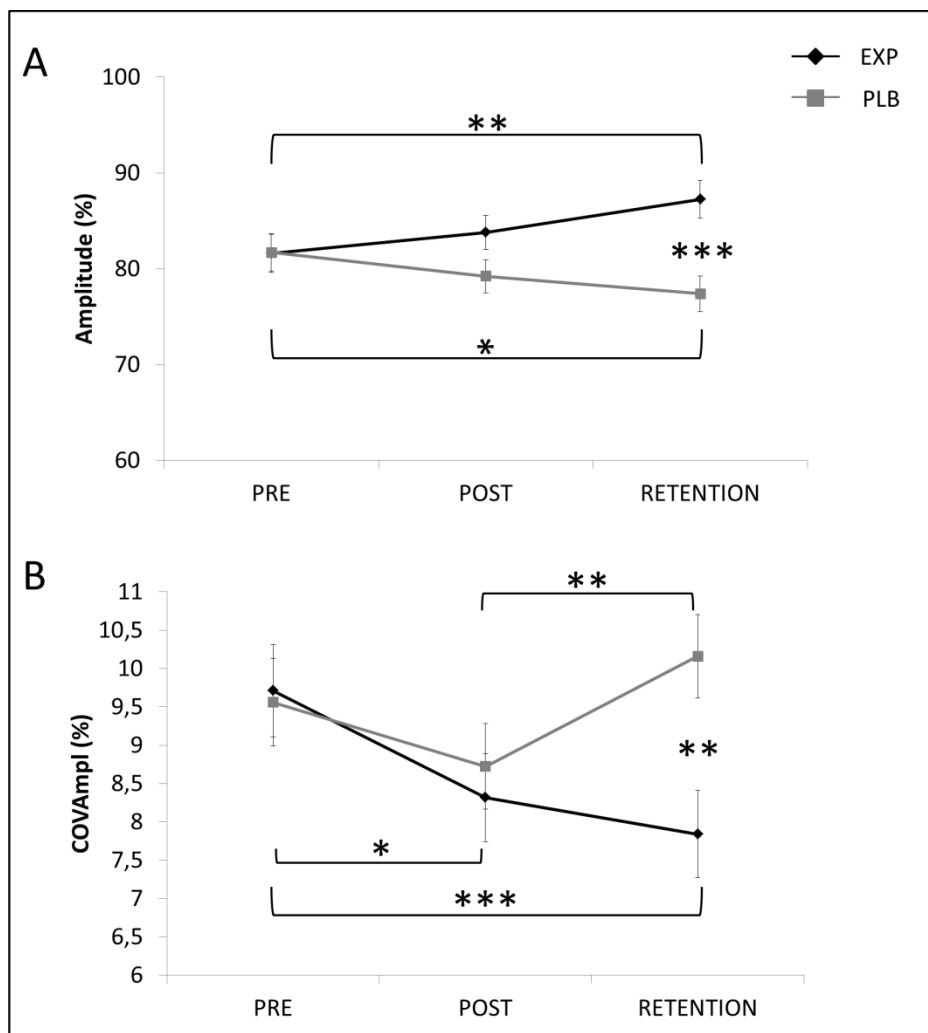 A
EXP
PLB
Amplitude (%)
100
90
80
70
60
**
***
*
PRE POST RETENTION
B
COVAmpl (%)
11
10,5
10
9,5
9
8,5
8
7,5
7
6,5
6
**
**
*
***
PRE POST RETENTION